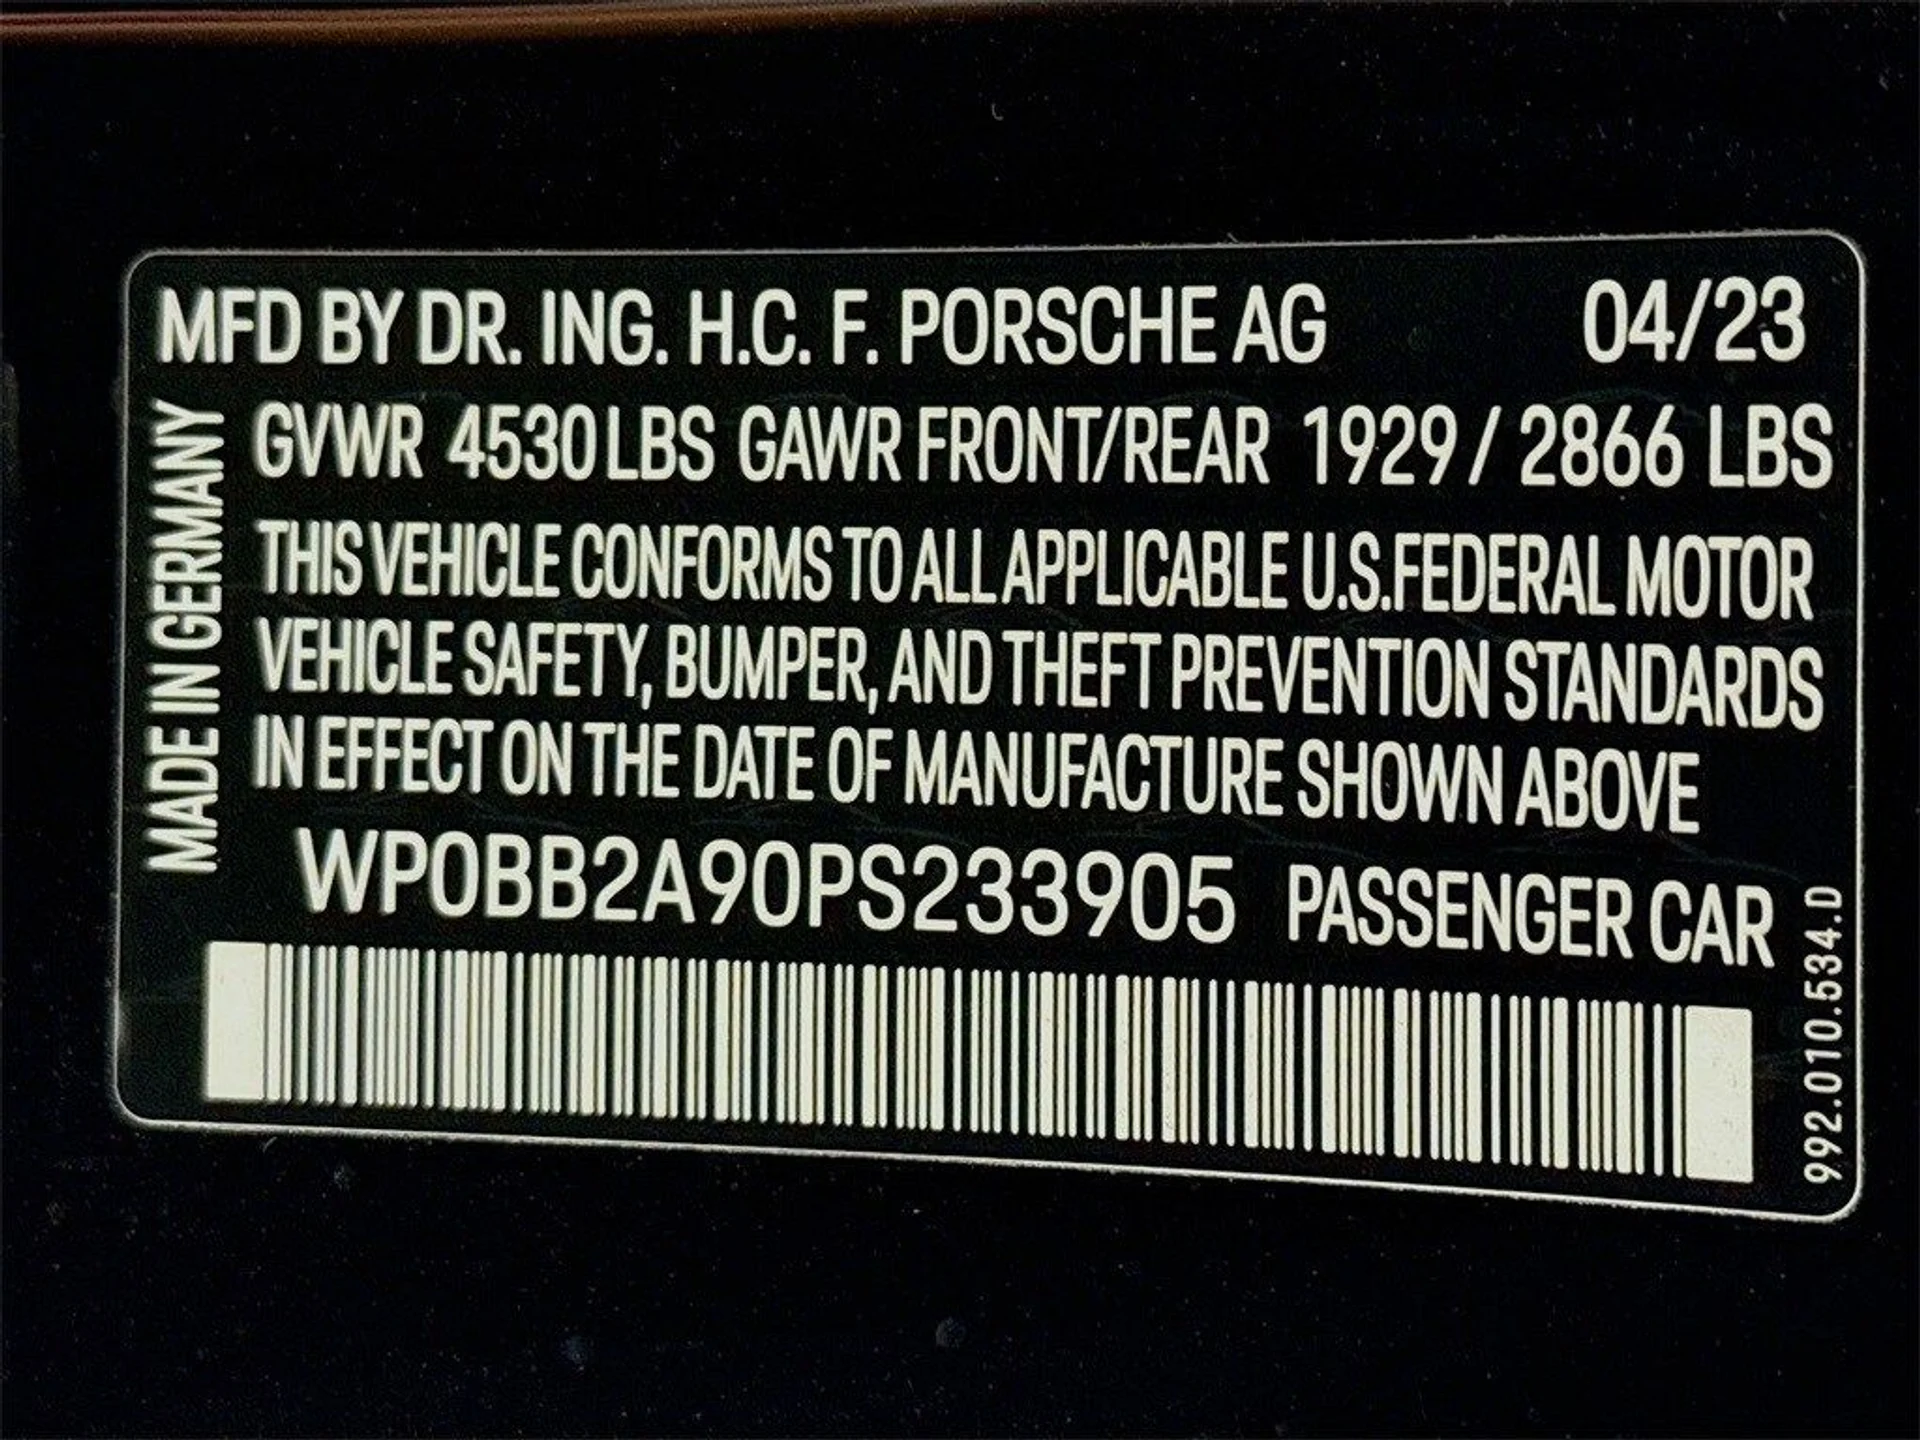 MFD BY DR. ING. H.C. F. PORSCHE AG 04/23
MADE IN GERMANY
GVWR 4530 LBS GAWR FRONT/REAR 1929 / 2866 LBS
THIS VEHICLE CONFORMS TO ALL APPLICABLE U.S.FEDERAL MOTOR
VEHICLE SAFETY, BUMPER, AND THEFT PREVENTION STANDARDS
IN EFFECT ON THE DATE OF MANUFACTURE SHOWN ABOVE
WP0BB2A90PS233905 PASSENGER CAR
992.010.534.D